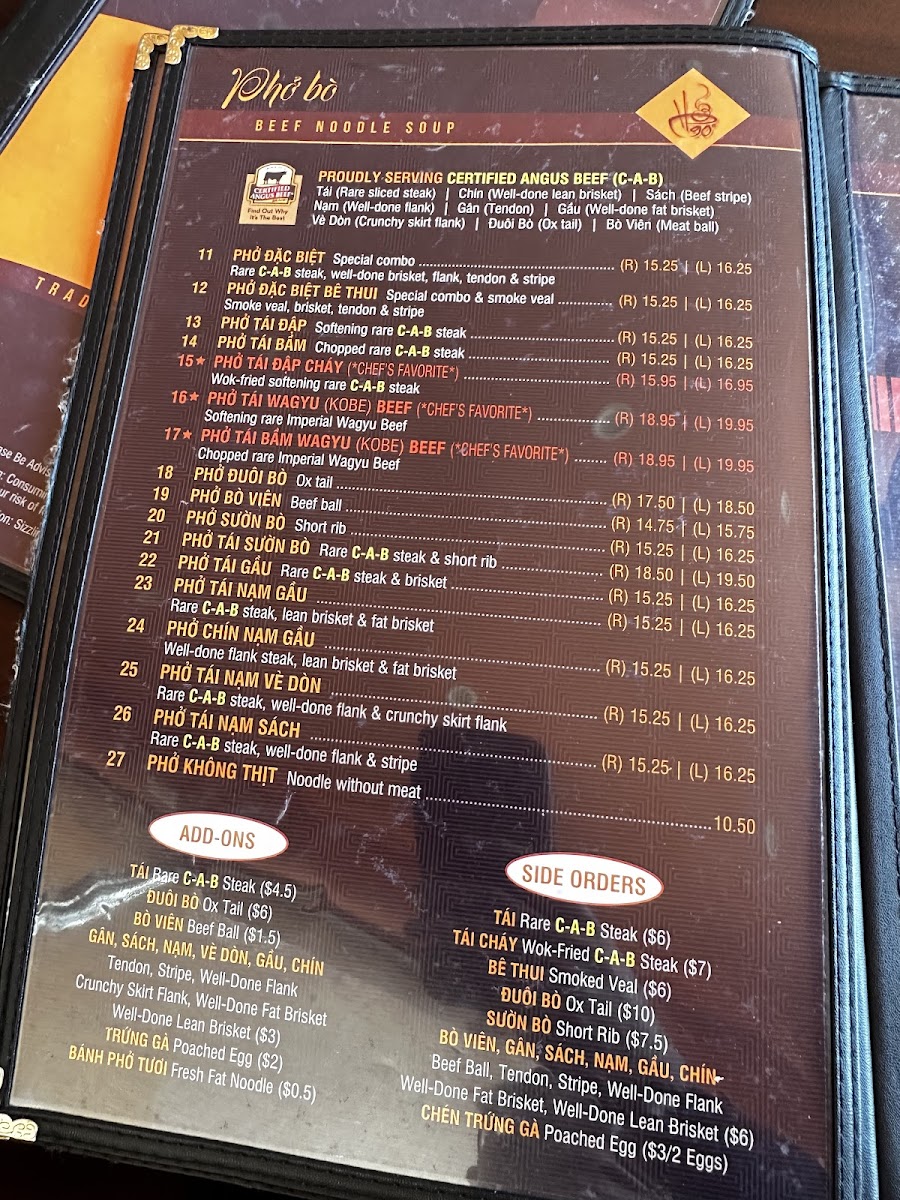 Phở bò
BEEF NOODLE SOUP
90°
CERTIFIED
ANGUS BEEF
Find Out Why
It's The Best
PROUDLY SERVING CERTIFIED ANGUS BEEF (C-A-B)
Tái (Rare sliced steak) | Chín (Well-done lean brisket) | Sách (Beef stripe)
Nạm (Well-done flank) | Gân (Tendon) | Gầu (Well-done fat brisket)
Vè Dòn (Crunchy skirt flank) | Đuôi Bò (Ox tail) | Bò Viên (Meat ball)
11 PHỞ ĐẶC BIỆT Special combo (R) 15.25 | (L) 16.25
Rare C-A-B steak, well-done brisket, flank, tendon & stripe
12 PHỞ ĐẶC BIỆT BÊ THUI Special combo & smoke veal (R) 15.25 | (L) 16.25
Smoke veal, brisket, tendon & stripe
13 PHỞ TÁI ĐẬP Softening rare C-A-B steak (R) 15.25 | (L) 16.25
14 PHỞ TÁI BẰM Chopped rare C-A-B steak (R) 15.25 | (L) 16.25
15★ PHỞ TÁI ĐẬP CHÁY (*CHEF'S FAVORITE*) (R) 15.95 | (L) 16.95
Wok-fried softening rare C-A-B steak
16★ PHỞ TÁI WAGYU (KOBE) BEEF (*CHEF'S FAVORITE*) (R) 18.95 | (L) 19.95
Softening rare Imperial Wagyu Beef
17★ PHỞ TÁI BẰM WAGYU (KOBE) BEEF (*CHEF'S FAVORITE*) (R) 18.95 | (L) 19.95
Chopped rare Imperial Wagyu Beef
18 PHỞ ĐUÔI BÒ Ox tail (R) 17.50 | (L) 18.50
19 PHỞ BÒ VIÊN Beef ball (R) 14.75 | (L) 15.75
20 PHỞ SƯỜN BÒ Short rib (R) 15.25 | (L) 16.25
21 PHỞ TÁI SƯỜN BÒ Rare C-A-B steak & short rib (R) 18.50 | (L) 19.50
22 PHỞ TÁI GẦU Rare C-A-B steak & brisket (R) 15.25 | (L) 16.25
23 PHỞ TÁI NẠM GẦU (R) 15.25 | (L) 16.25
Rare C-A-B steak, lean brisket & fat brisket
24 PHỞ CHÍN NẠM GẦU (R) 15.25 | (L) 16.25
Well-done flank steak, lean brisket & fat brisket
25 PHỞ TÁI NẠM VÈ DÒN (R) 15.25 | (L) 16.25
Rare C-A-B steak, well-done flank & crunchy skirt flank
26 PHỞ TÁI NẠM SÁCH (R) 15.25 | (L) 16.25
Rare C-A-B steak, well-done flank & stripe
27 PHỞ KHÔNG THỊT Noodle without meat 10.50
ADD-ONS
TÁI Rare C-A-B Steak ($4.5)
ĐUÔI BÒ Ox Tail ($6)
BÒ VIÊN Beef Ball ($1.5)
GÂN, SÁCH, NẠM, VÈ DÒN, GẦU, CHÍN
Tendon, Stripe, Well-Done Flank
Crunchy Skirt Flank, Well-Done Fat Brisket
Well-Done Lean Brisket ($3)
TRỨNG GÀ Poached Egg ($2)
BÁNH PHỞ TƯƠI Fresh Fat Noodle ($0.5)
SIDE ORDERS
TÁI Rare C-A-B Steak ($6)
TÁI CHÁY Wok-Fried C-A-B Steak ($7)
BÊ THUI Smoked Veal ($6)
ĐUÔI BÒ Ox Tail ($10)
SƯỜN BÒ Short Rib ($7.5)
BÒ VIÊN, GÂN, SÁCH, NẠM, GẦU, CHÍN
Beef Ball, Tendon, Stripe, Well-Done Flank
Well-Done Fat Brisket, Well-Done Lean Brisket ($6)
CHÉN TRỨNG GÀ Poached Egg ($3/2 Eggs)
TRAD